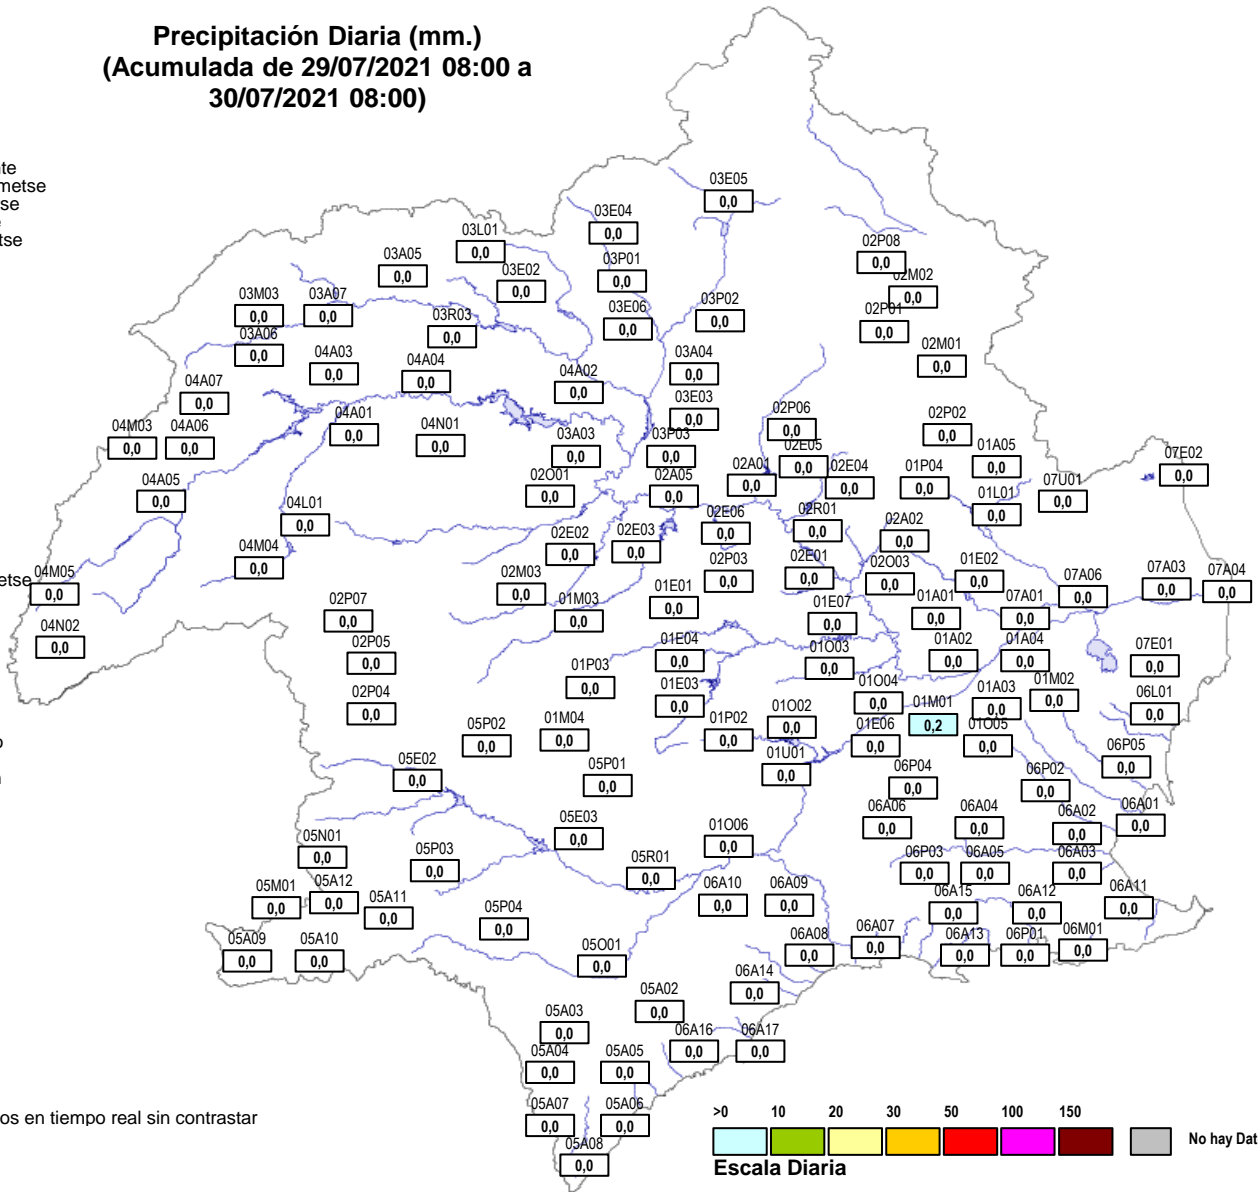 Precipitación Diaria (mm.)
(Acumulada de 29/07/2021 08:00 a
30/07/2021 08:00)
03E05
0,0
03E04
0,0
03L01
0,0
03A05
0,0
03P01
0,0
03E02
0,0
02P08
0,0
02M02
0,0
03M03
0,0
03A07
0,0
03P02
0,0
03E06
0,0
02P01
0,0
03R03
0,0
03A06
0,0
04A03
0,0
04A04
0,0
03A04
0,0
02M01
0,0
04A02
0,0
04A07
0,0
03E03
0,0
04A01
0,0
04M03
0,0
04A06
0,0
04N01
0,0
02P06
0,0
02P02
0,0
03A03
0,0
03P03
0,0
02E05
0,0
01A05
0,0
07E02
0,0
02A01
0,0
02E04
0,0
01P04
0,0
04A05
0,0
02O01
0,0
02A05
0,0
07U01
0,0
01L01
0,0
04L01
0,0
02E06
0,0
02R01
0,0
02A02
0,0
02E02
0,0
02E03
0,0
04M04
0,0
02P03
0,0
02E01
0,0
02O03
0,0
01E02
0,0
07A06
0,0
07A03
0,0
07A04
0,0
04M05
0,0
02M03
0,0
01M03
0,0
01E01
0,0
01E07
0,0
01A01
0,0
07A01
0,0
02P07
0,0
04N02
0,0
02P05
0,0
01E04
0,0
01O03
0,0
01A02
0,0
01A04
0,0
07E01
0,0
01P03
0,0
01E03
0,0
01O04
0,0
01M01
0,2
01A03
0,0
01M02
0,0
06L01
0,0
02P04
0,0
05P02
0,0
01M04
0,0
01P02
0,0
01O02
0,0
01E06
0,0
01O05
0,0
01U01
0,0
06P05
0,0
05E02
0,0
05P01
0,0
06P04
0,0
06P02
0,0
05E03
0,0
01O06
0,0
06A06
0,0
06A04
0,0
06A02
0,0
06A01
0,0
05N01
0,0
05P03
0,0
05R01
0,0
06P03
0,0
06A05
0,0
06A03
0,0
05M01
0,0
05A12
0,0
05A11
0,0
06A10
0,0
06A09
0,0
06A15
0,0
06A12
0,0
06A11
0,0
05P04
0,0
05A09
0,0
05A10
0,0
05O01
0,0
06A08
0,0
06A07
0,0
06A13
0,0
06P01
0,0
06M01
0,0
06A14
0,0
05A02
0,0
05A03
0,0
06A16
0,0
06A17
0,0
05A04
0,0
05A05
0,0
05A07
0,0
05A06
0,0
05A08
0,0
te
metse
se
tse
metse
os en tiempo real sin contrastar
>0 10 20 30 50 100 150
No hay Dat
Escala Diaria